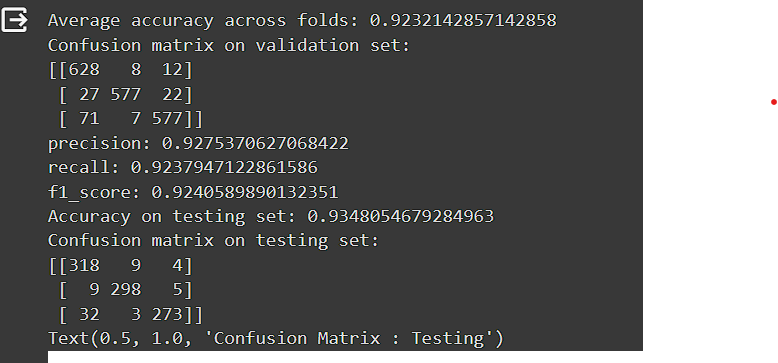 Average accuracy across folds: 0.9232142857142858
Confusion matrix on validation set:
[[628   8  12]
 [ 27 577  22]
 [ 71   7 577]]
precision: 0.9275370627068422
recall: 0.9237947122861586
f1_score: 0.9240589890132351
Accuracy on testing set: 0.9348054679284963
Confusion matrix on testing set:
[[318   9   4]
 [  9 298   5]
 [ 32   3 273]]
Text(0.5, 1.0, 'Confusion Matrix : Testing')